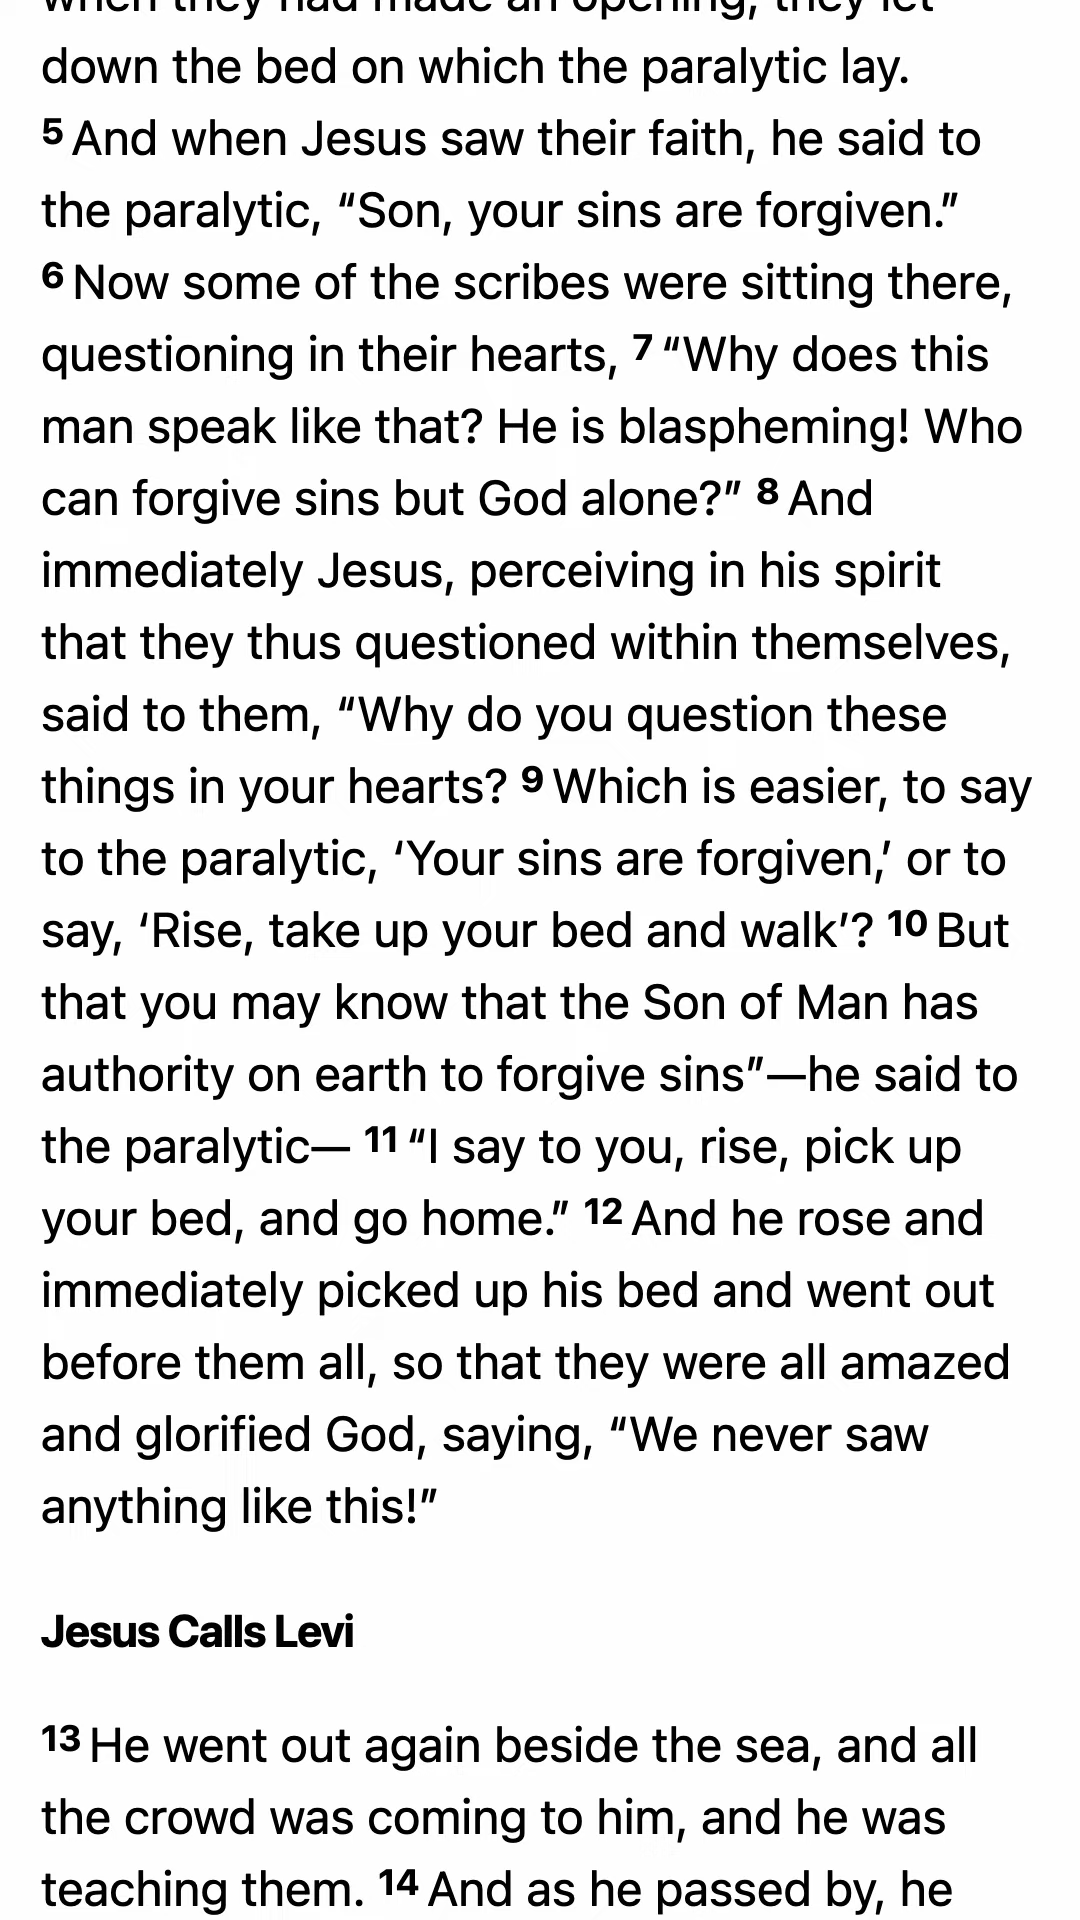 when they had made an opening, they let
down the bed on which the paralytic lay.
5 And when Jesus saw their faith, he said to
the paralytic, “Son, your sins are forgiven.”
6 Now some of the scribes were sitting there,
questioning in their hearts, 7 “Why does this
man speak like that? He is blaspheming! Who
can forgive sins but God alone?” 8 And
immediately Jesus, perceiving in his spirit
that they thus questioned within themselves,
said to them, “Why do you question these
things in your hearts? 9 Which is easier, to say
to the paralytic, ‘Your sins are forgiven,’ or to
say, ‘Rise, take up your bed and walk’? 10 But
that you may know that the Son of Man has
authority on earth to forgive sins”—he said to
the paralytic— 11 “I say to you, rise, pick up
your bed, and go home.” 12 And he rose and
immediately picked up his bed and went out
before them all, so that they were all amazed
and glorified God, saying, “We never saw
anything like this!”
Jesus Calls Levi
13 He went out again beside the sea, and all
the crowd was coming to him, and he was
teaching them. 14 And as he passed by, he